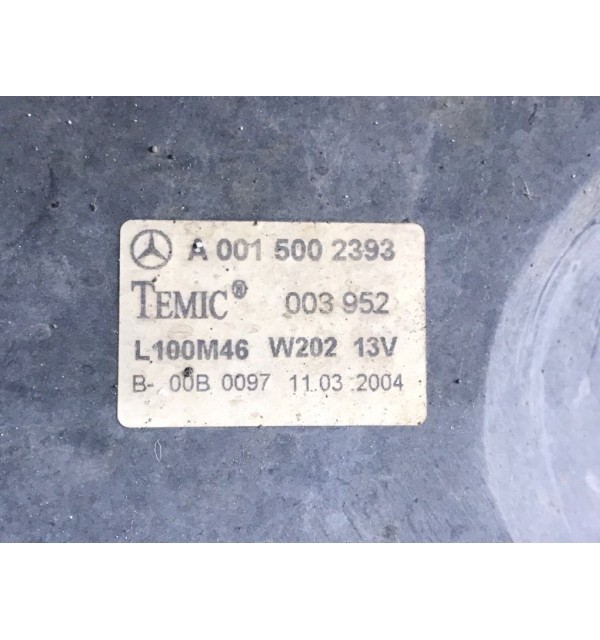 A 001 500 2393
TEMIC® 003 952
L100M46 W202 13V
B- 00B 0097 11.03.2004